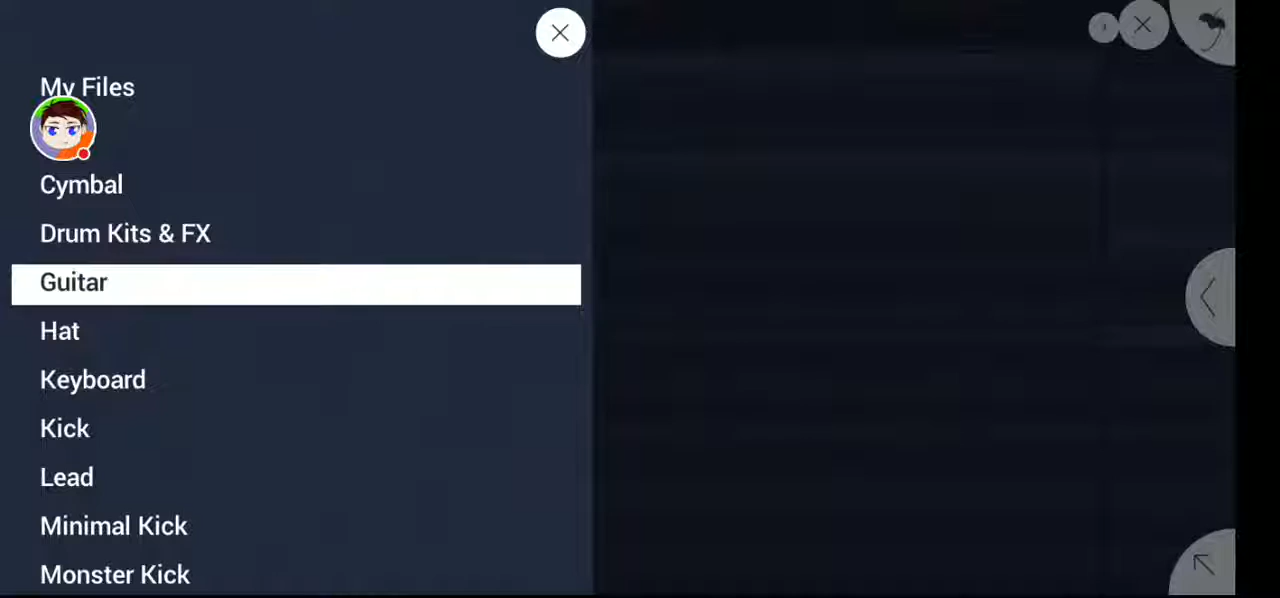 My Files
Cymbal
Drum Kits & FX
Guitar
Hat
Keyboard
Kick
Lead
Minimal Kick
Monster Kick